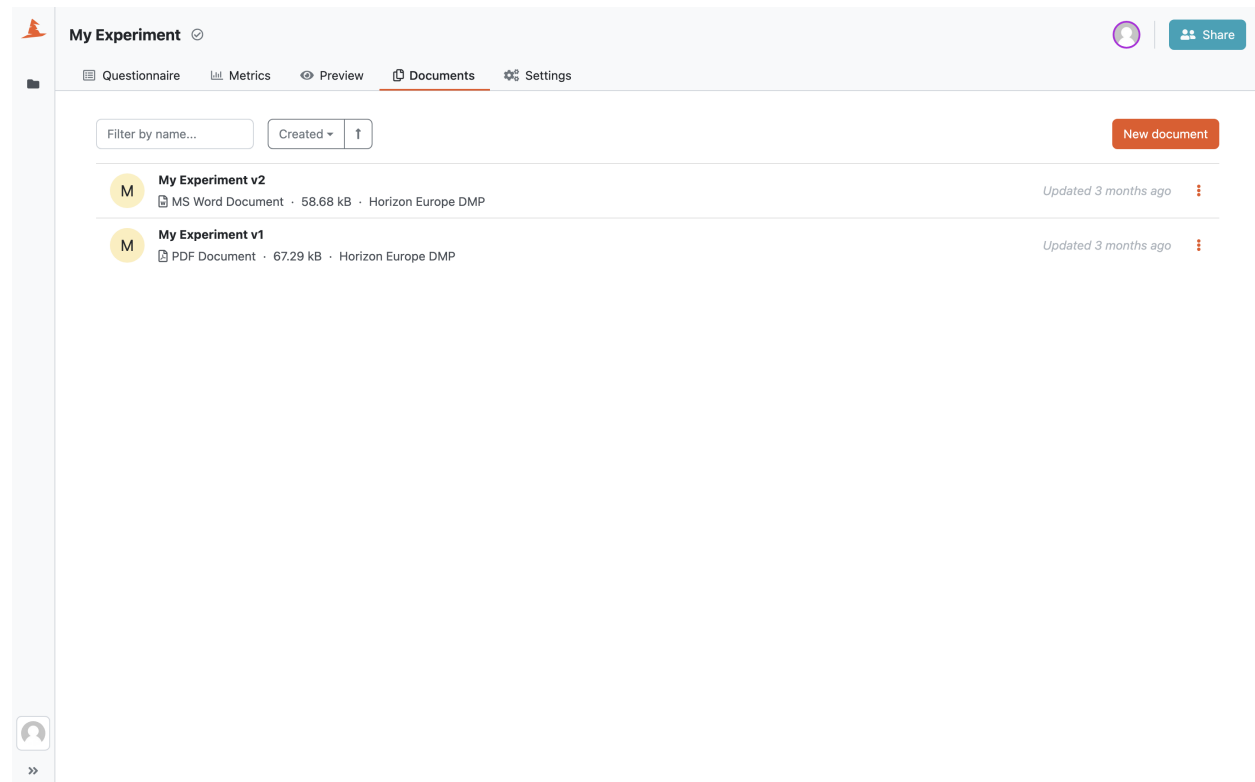 My Experiment
Share
Questionnaire Metrics Preview Documents Settings
Filter by name... Created New document
My Experiment v2
MS Word Document · 58.68 kB · Horizon Europe DMP
Updated 3 months ago
My Experiment v1
PDF Document · 67.29 kB · Horizon Europe DMP
Updated 3 months ago
M
M